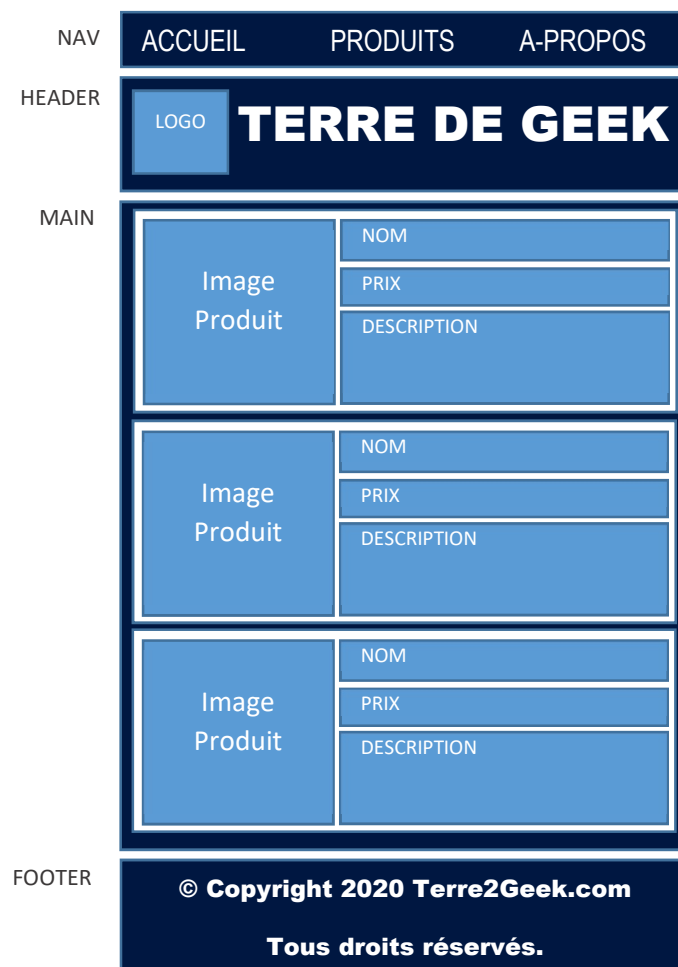 NAV
ACCUEIL PRODUITS A-PROPOS
HEADER
LOGO
TERRE DE GEEK
MAIN
Image
Produit
NOM
PRIX
DESCRIPTION
Image
Produit
NOM
PRIX
DESCRIPTION
Image
Produit
NOM
PRIX
DESCRIPTION
FOOTER
© Copyright 2020 Terre2Geek.com
Tous droits réservés.